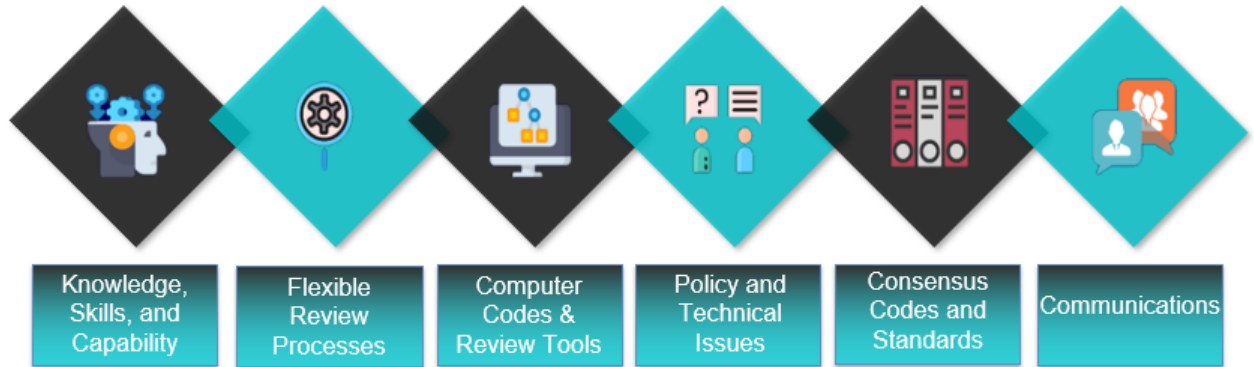 ?
Knowledge,
Skills, and
Capability
Flexible
Review
Processes
Computer
Codes &
Review Tools
Policy and
Technical
Issues
Consensus
Codes and
Standards
Communications